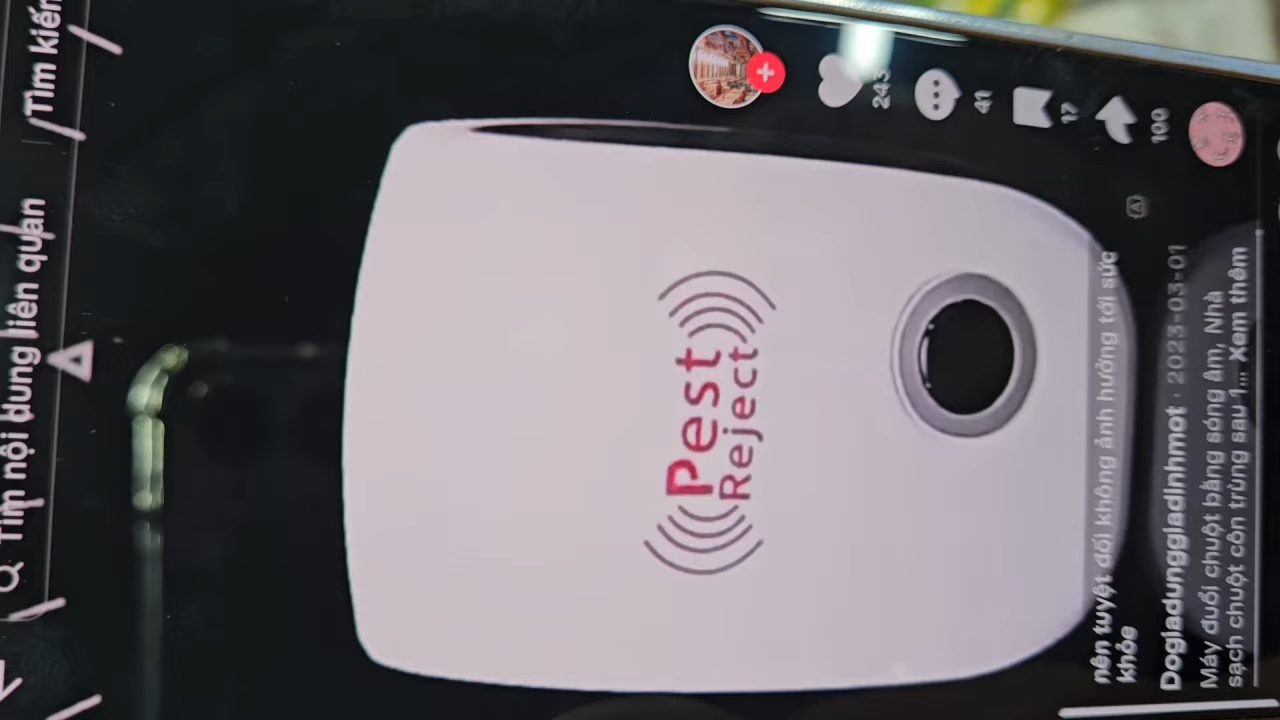 Tìm nội dung liên quan
Tìm kiếm
Pest
Reject
243
41
17
100
nên tuyệt đối không ảnh hưởng tới sức
khỏe
Dogiadunggiadinhmot · 2023-03-01
Máy đuổi chuột bằng sóng âm, Nhà
sạch chuột côn trùng sau 1... Xem thêm